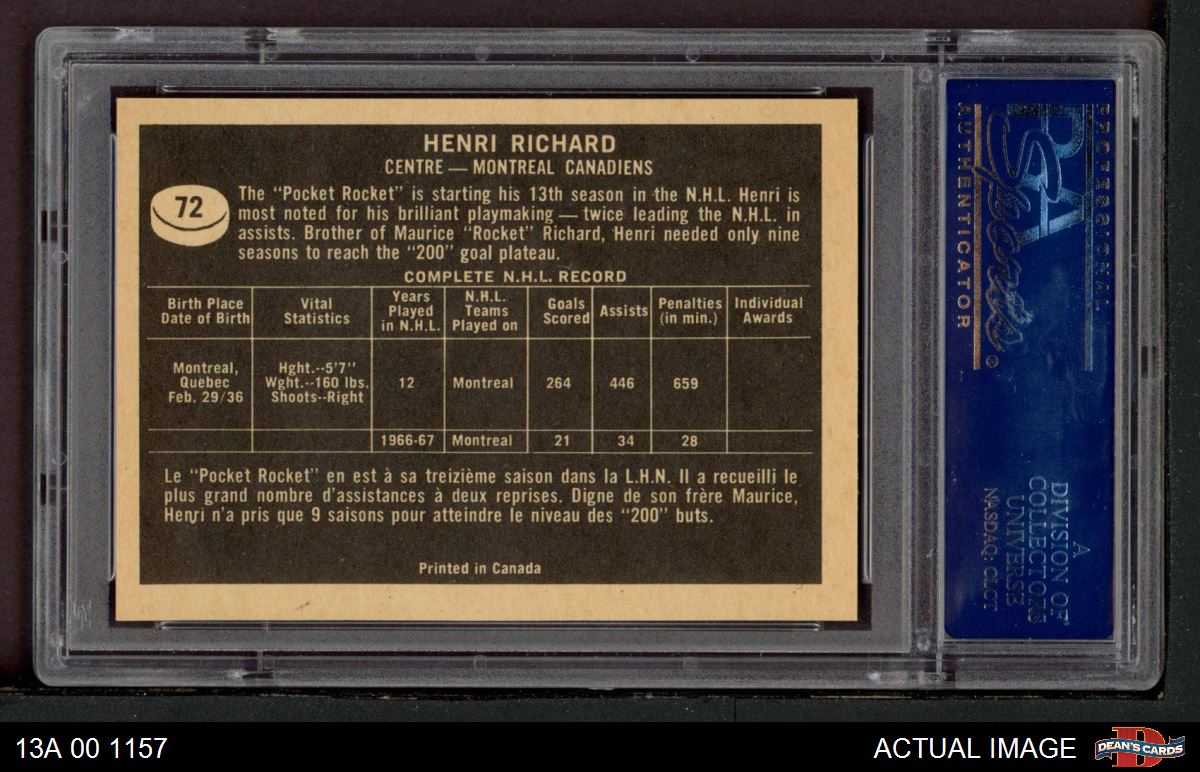 HENRI RICHARD
CENTRE — MONTREAL CANADIENS
72
The "Pocket Rocket" is starting his 13th season in the N.H.L. Henri is
most noted for his brilliant playmaking — twice leading the N.H.L. in
assists. Brother of Maurice "Rocket" Richard, Henri needed only nine
seasons to reach the "200" goal plateau.
COMPLETE N.H.L. RECORD
Birth Place Date of Birth | Vital Statistics | Years Played in N.H.L. | N.H.L. Teams Played on | Goals Scored | Assists | Penalties (in min.) | Individual Awards
Montreal, Quebec Feb. 29/36 | Hght.--5'7" Wght.--160 lbs. Shoots--Right | 12 | Montreal | 264 | 446 | 659
1966-67 | Montreal | 21 | 34 | 28
Le "Pocket Rocket" en est à sa treizième saison dans la L.H.N. Il a recueilli le
plus grand nombre d'assistances à deux reprises. Digne de son frère Maurice,
Henri n'a pris que 9 saisons pour atteindre le niveau des "200" buts.
Printed in Canada
PROFESSIONAL
PSA
Sports
®
AUTHENTICATOR
A
DIVISION OF
COLLECTORS
UNIVERSE
NASDAQ: CLCT
13A 00 1157
ACTUAL IMAGE
DEAN'S CARDS